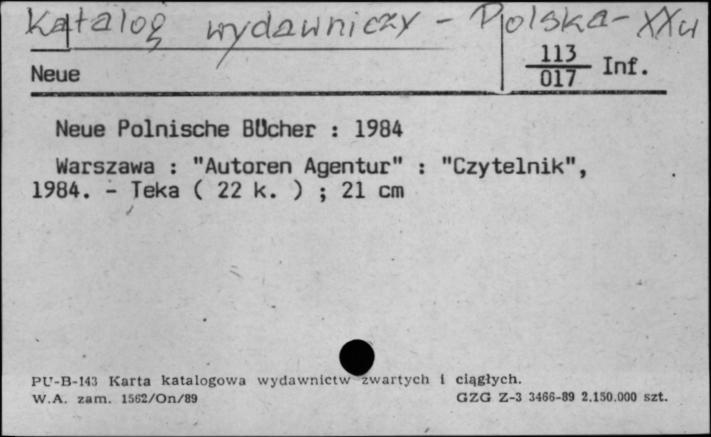 Katalog wydawniczy - Polska - XXw
Neue
113
017 Inf.
Neue Polnische Bücher : 1984
Warszawa : "Autoren Agentur" : "Czytelnik",
1984. - Teka ( 22 k. ) ; 21 cm
PU-B-143 Karta katalogowa wydawnictw zwartych i ciągłych.
W.A. zam. 1562/On/89 GZG Z-3 3466-89 2.150.000 szt.